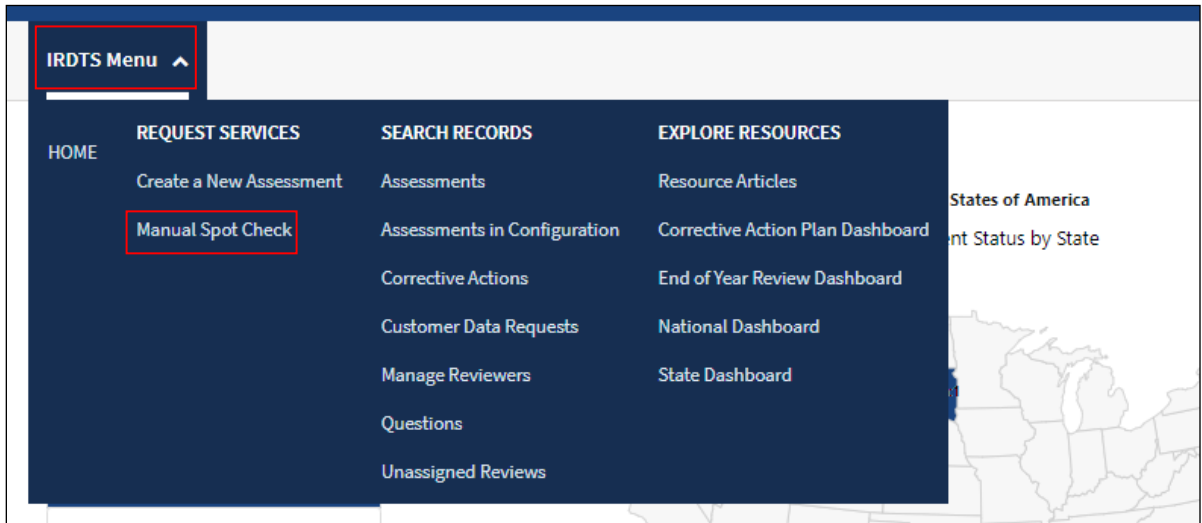 IRDTS Menu
HOME
REQUEST SERVICES
Create a New Assessment
Manual Spot Check
SEARCH RECORDS
Assessments
Assessments in Configuration
Corrective Actions
Customer Data Requests
Manage Reviewers
Questions
Unassigned Reviews
EXPLORE RESOURCES
Resource Articles
Corrective Action Plan Dashboard
End of Year Review Dashboard
National Dashboard
State Dashboard
States of America
nt Status by State